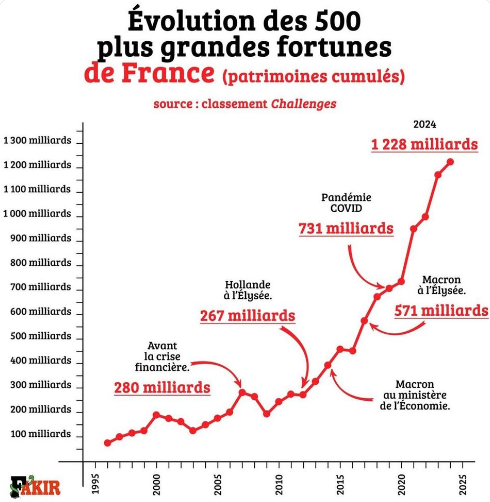 Évolution des 500
plus grandes fortunes
de France (patrimoines cumulés)
source : classement Challenges
2024
1 228 milliards
1 300 milliards
1 200 milliards
1 100 milliards
1 000 milliards
900 milliards
800 milliards
700 milliards
600 milliards
500 milliards
400 milliards
300 milliards
200 milliards
100 milliards
Pandémie
COVID
731 milliards
Macron
à l'Élysée.
571 milliards
Hollande
à l'Élysée.
267 milliards
Avant
la crise
financière.
280 milliards
Macron
au ministère
de l'Économie.
1995
2000
2005
2010
2015
2020
2025
FAKIR